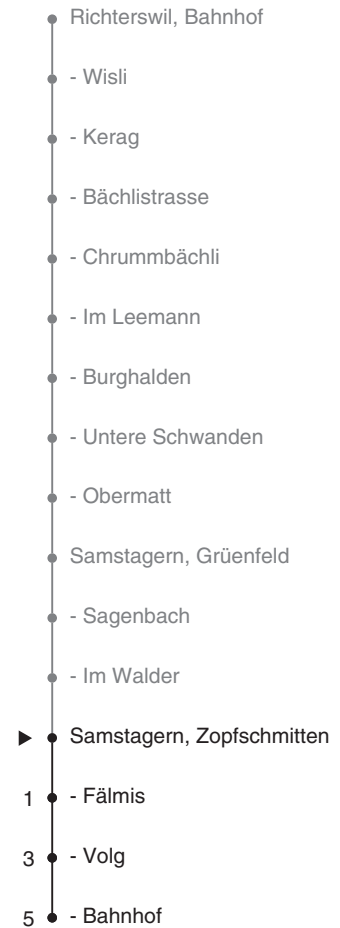 Richterswil, Bahnhof
- Wisli
- Kerag
- Bächlistrasse
- Chrummbächli
- Im Leemann
- Burghalden
- Untere Schwanden
- Obermatt
Samstagern, Grüenfeld
- Sagenbach
- Im Walder
Samstagern, Zopfschmitten
1 - Fälmis
3 - Volg
5 - Bahnhof